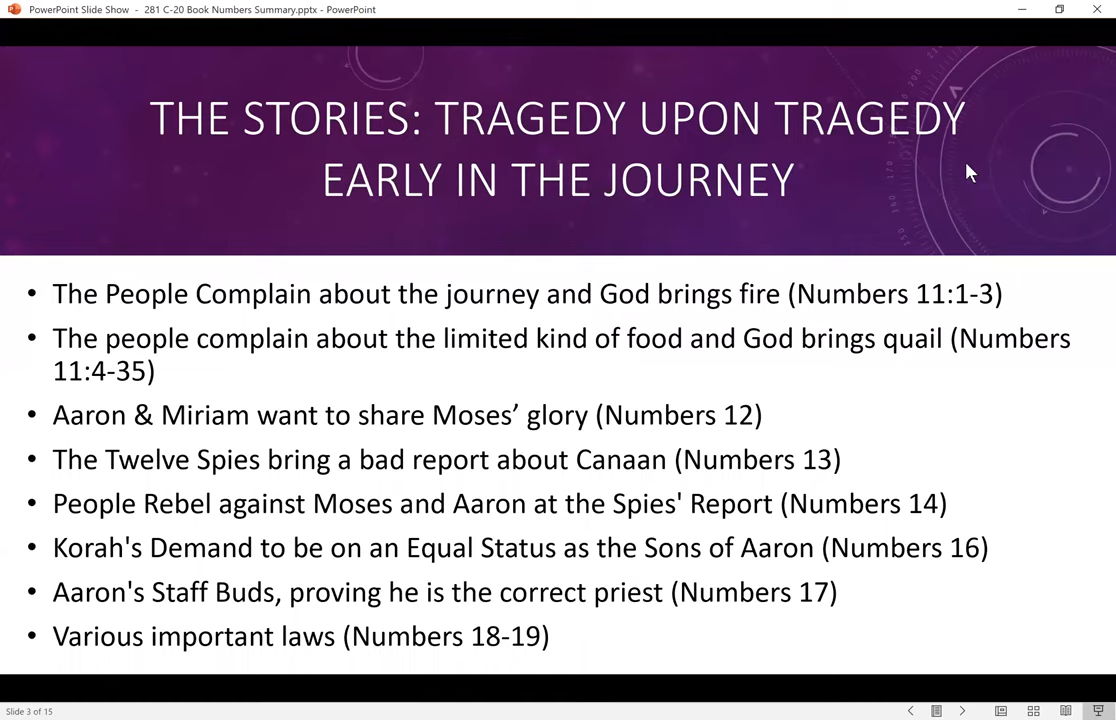 PowerPoint Slide Show - 281 C-20 Book Numbers Summary.pptx - PowerPoint
THE STORIES: TRAGEDY UPON TRAGEDY
EARLY IN THE JOURNEY
• The People Complain about the journey and God brings fire (Numbers 11:1-3)
• The people complain about the limited kind of food and God brings quail (Numbers
11:4-35)
• Aaron & Miriam want to share Moses’ glory (Numbers 12)
• The Twelve Spies bring a bad report about Canaan (Numbers 13)
• People Rebel against Moses and Aaron at the Spies' Report (Numbers 14)
• Korah's Demand to be on an Equal Status as the Sons of Aaron (Numbers 16)
• Aaron's Staff Buds, proving he is the correct priest (Numbers 17)
• Various important laws (Numbers 18-19)
Slide 3 of 15